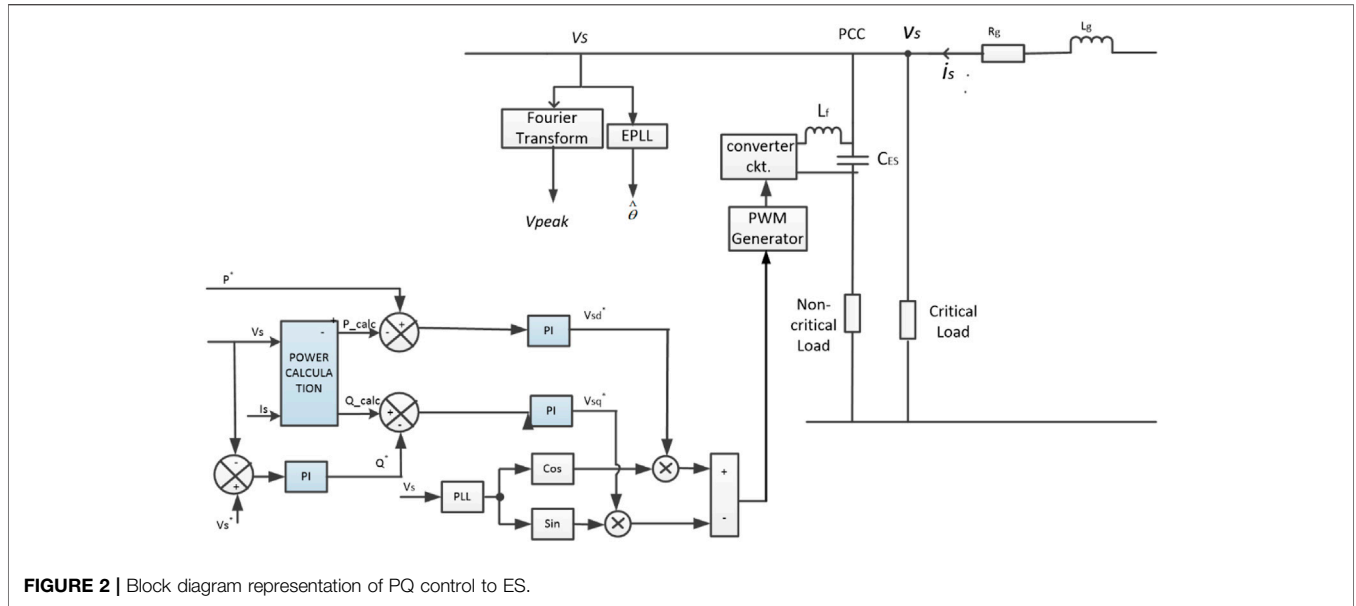 Vs
PCC
Vs
Rg
Lg
is
Fourier
Transform
EPLL
Vpeak
θ̂
Lf
converter
ckt.
CES
PWM
Generator
Non-
critical
Load
Critical
Load
P*
Vs
POWER
CALCULA
TION
Is
+
-
P_calc
Q_calc
+
-
+
-
PI
Vsd*
PI
Vsq*
-
+
Vs*
PI
Q*
Vs
PLL
Cos
Sin
+
-
FIGURE 2 | Block diagram representation of PQ control to ES.